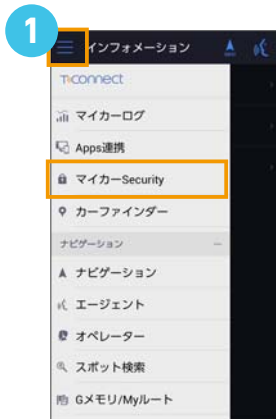 1
インフォメーション
T-Connect
マイカーログ
Apps連携
マイカーSecurity
カーファインダー
ナビゲーション
ナビゲーション
エージェント
オペレーター
スポット検索
Gメモリ/Myルート